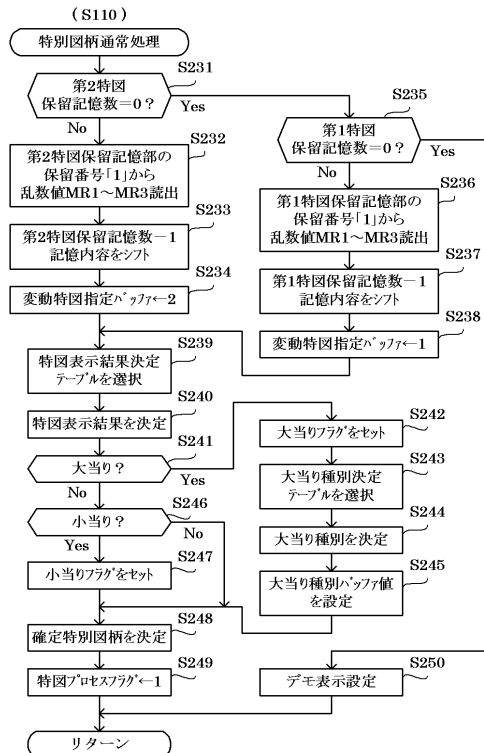 (S110)
特別図柄通常処理
S231
第2特図
保留記憶数=0?
Yes
No
S235
第1特図
保留記憶数=0?
Yes
No
S232
第2特図保留記憶部の
保留番号「1」から
乱数値MR1～MR3読出
S236
第1特図保留記憶部の
保留番号「1」から
乱数値MR1～MR3読出
S233
第2特図保留記憶数−1
記憶内容をシフト
S237
第1特図保留記憶数−1
記憶内容をシフト
S234
変動特図指定ﾊﾞｯﾌｧ←2
S238
変動特図指定ﾊﾞｯﾌｧ←1
S239
特図表示結果決定
ﾃｰﾌﾞﾙを選択
S240
特図表示結果を決定
S241
大当り?
Yes
No
S242
大当りﾌﾗｸﾞをセット
S243
大当り種別決定
ﾃｰﾌﾞﾙを選択
S244
大当り種別を決定
S245
大当り種別ﾊﾞｯﾌｧ値
を設定
S246
小当り?
No
Yes
S247
小当りﾌﾗｸﾞをセット
S248
確定特別図柄を決定
S249
特図ﾌﾟﾛｾｽﾌﾗｸﾞ←1
S250
デモ表示設定
リターン